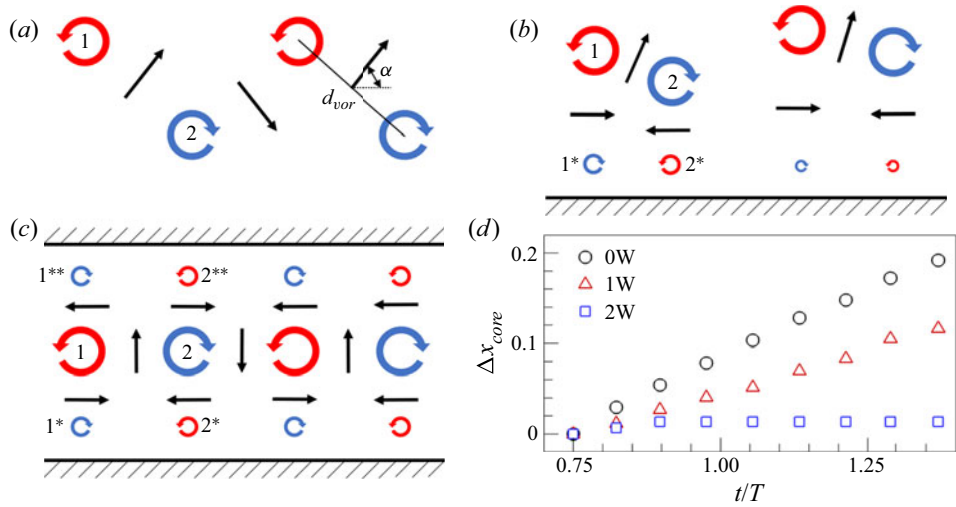 (a)
1
2
d_vor
α
(b)
1
2
1*
2*
(c)
1**
2**
1
2
1*
2*
(d)
0W
1W
2W
Δx_core
0.2
0.1
0
0.75
1.00
1.25
t/T